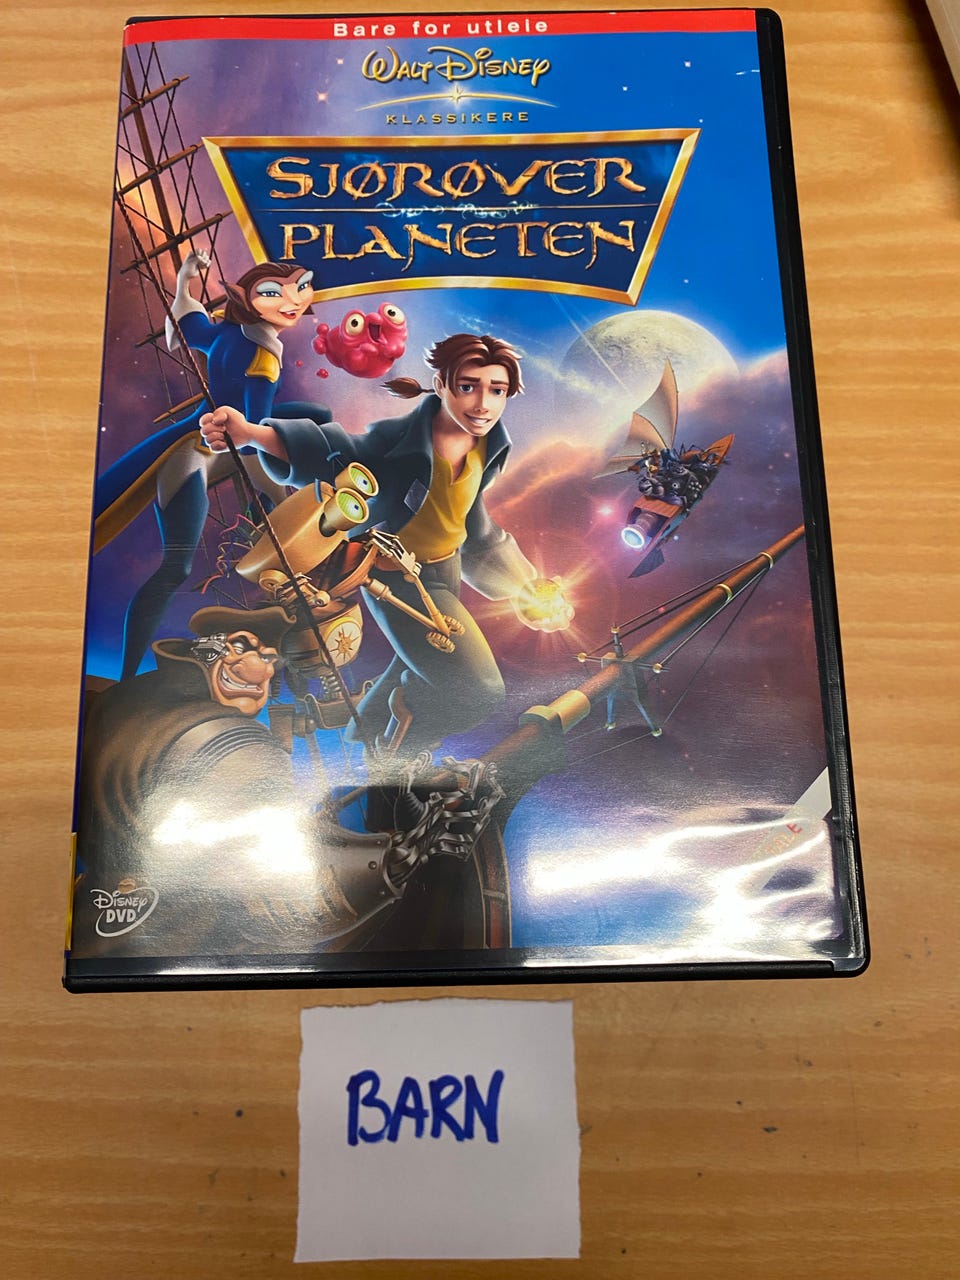 Bare for utleie
WALT DISNEY
KLASSIKERE
SJØRØVER
PLANETEN
DISNEY
DVD
BARN